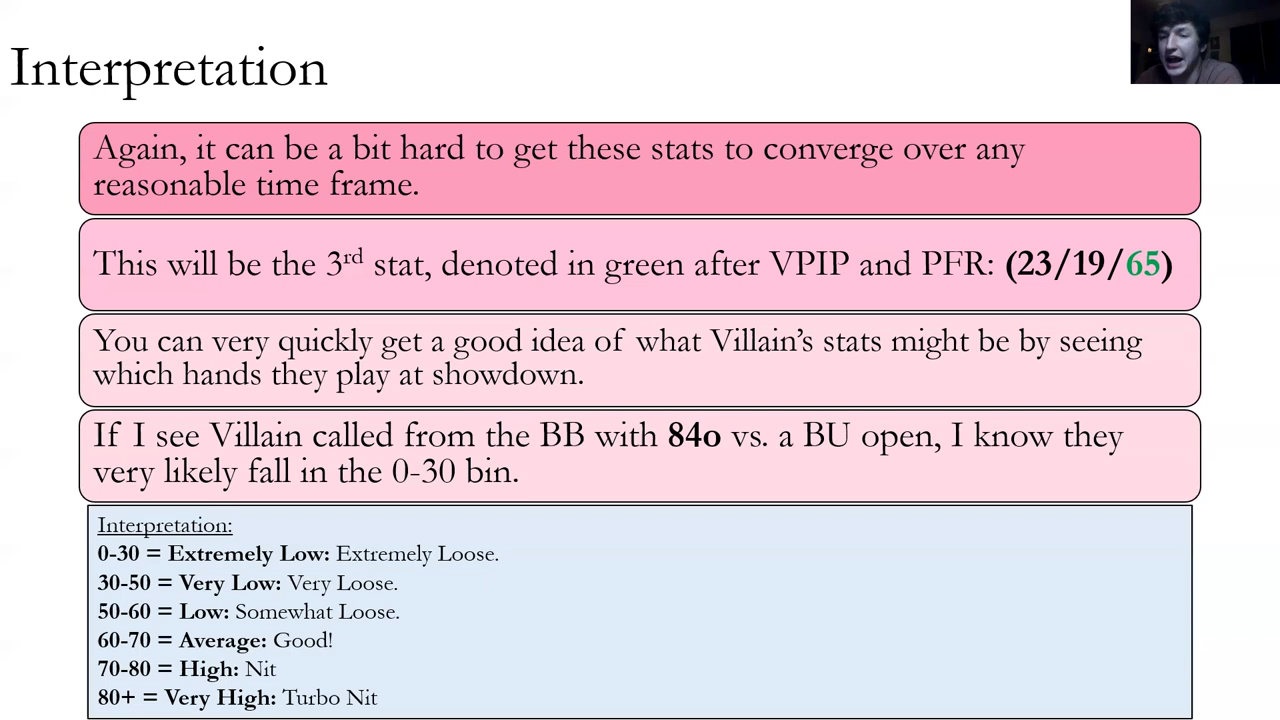 Interpretation
Again, it can be a bit hard to get these stats to converge over any
reasonable time frame.
This will be the 3rd stat, denoted in green after VPIP and PFR: (23/19/65)
You can very quickly get a good idea of what Villain’s stats might be by seeing
which hands they play at showdown.
If I see Villain called from the BB with 84o vs. a BU open, I know they
very likely fall in the 0-30 bin.
Interpretation:
0-30 = Extremely Low: Extremely Loose.
30-50 = Very Low: Very Loose.
50-60 = Low: Somewhat Loose.
60-70 = Average: Good!
70-80 = High: Nit
80+ = Very High: Turbo Nit